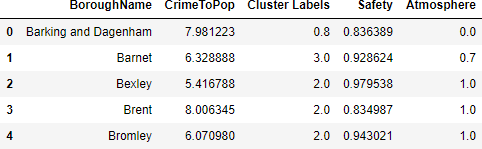 BoroughName CrimeToPop Cluster Labels Safety Atmosphere
0 Barking and Dagenham 7.981223 0.8 0.836389 0.0
1 Barnet 6.328888 3.0 0.928624 0.7
2 Bexley 5.416788 2.0 0.979538 1.0
3 Brent 8.006345 2.0 0.834987 1.0
4 Bromley 6.070980 2.0 0.943021 1.0